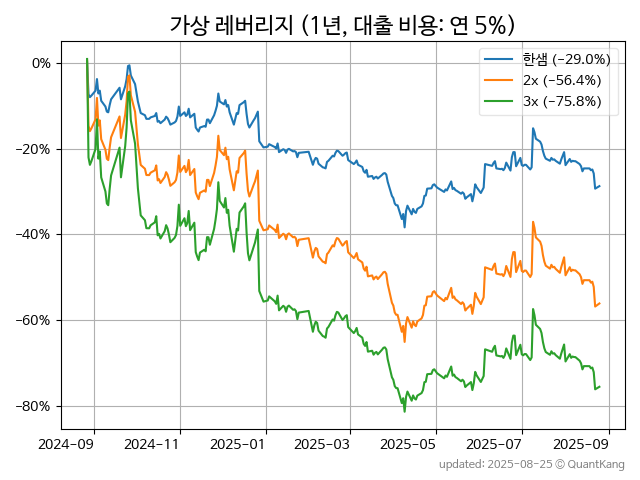 가상 레버리지 (1년, 대출 비용: 연 5%)
한샘 (−29.0%)
2x (−56.4%)
3x (−75.8%)
0%
−20%
−40%
−60%
−80%
2024-09 2024-11 2025-01 2025-03 2025-05 2025-07 2025-09
updated: 2025-08-25 © QuantKang